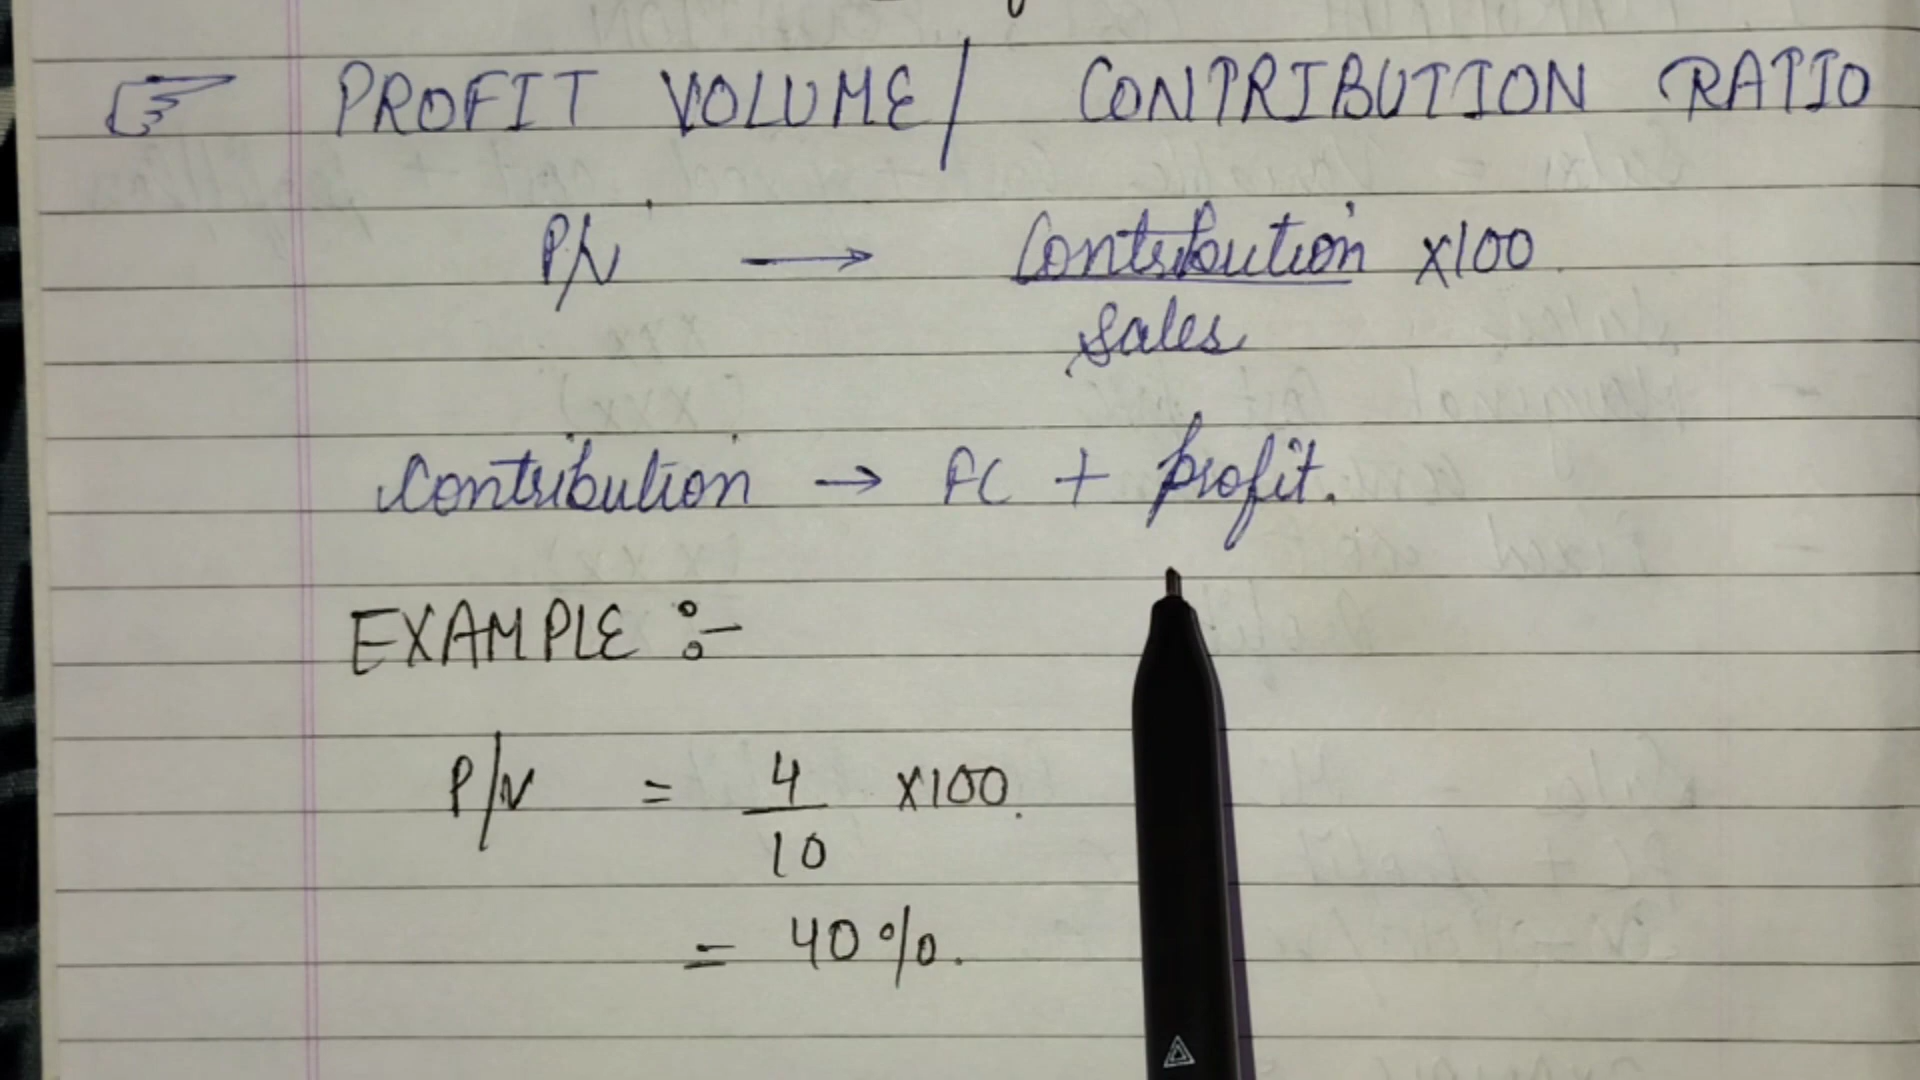 PROFIT VOLUME / CONTRIBUTION RATIO
P/V → Contribution ×100
Sales
Contribution → FC + profit.
EXAMPLE :-
P/V = 4 ×100.
10
= 40%.